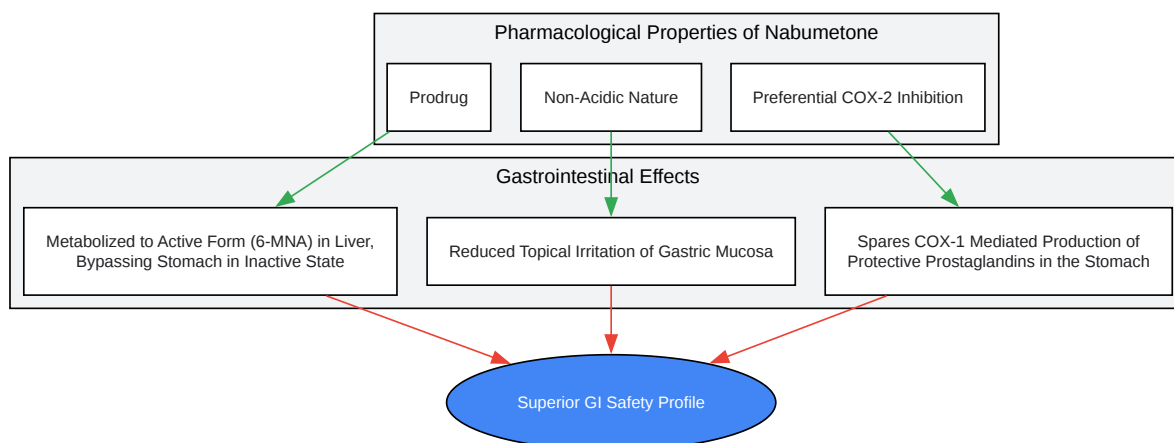 Pharmacological Properties of Nabumetone
Prodrug
Non-Acidic Nature
Preferential COX-2 Inhibition
Gastrointestinal Effects
Metabolized to Active Form (6-MNA) in Liver,
Bypassing Stomach in Inactive State
Reduced Topical Irritation of Gastric Mucosa
Spares COX-1 Mediated Production of
Protective Prostaglandins in the Stomach
Superior GI Safety Profile